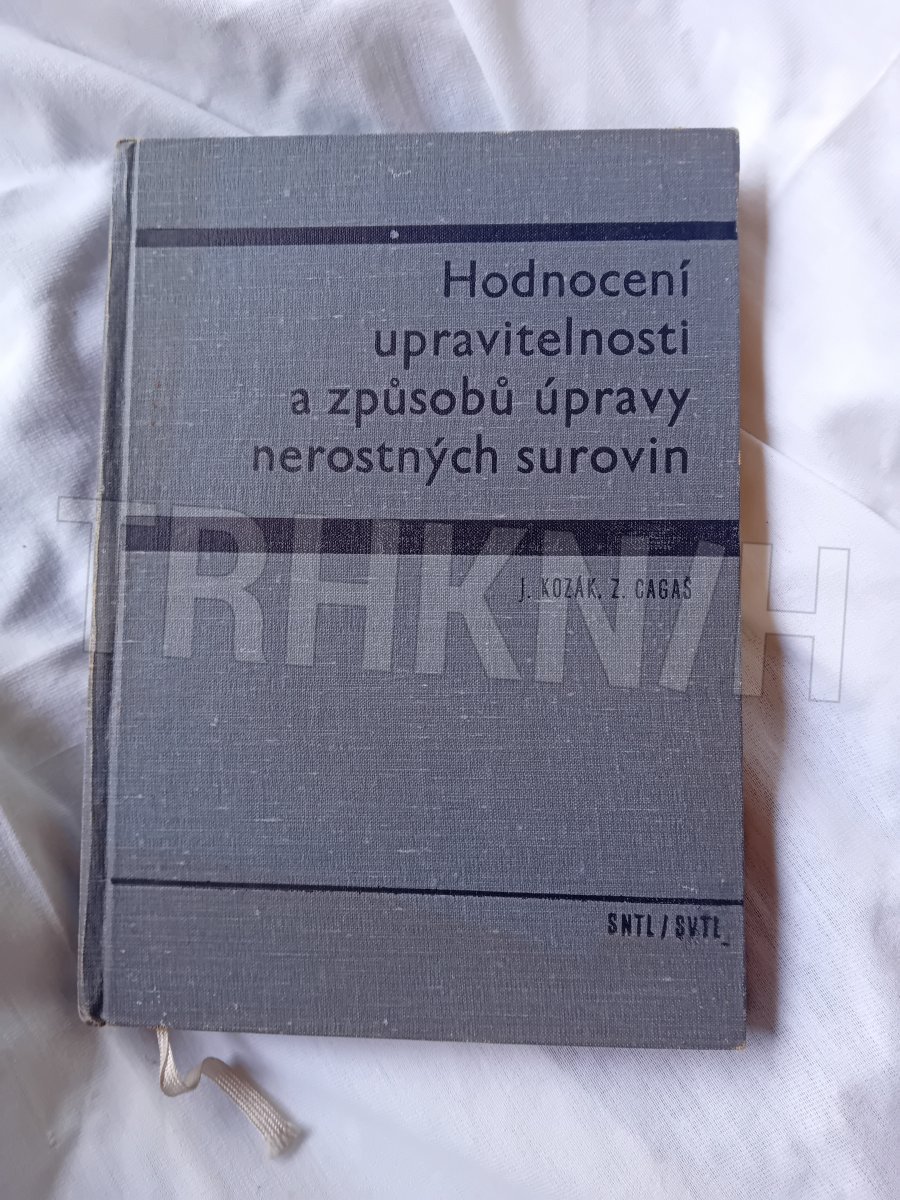 Hodnocení
upravitelnosti
a způsobů úpravy
nerostných surovin
TRHKNIH
J. KOZÁK, Z. CAGAŠ
SNTL / SVTL